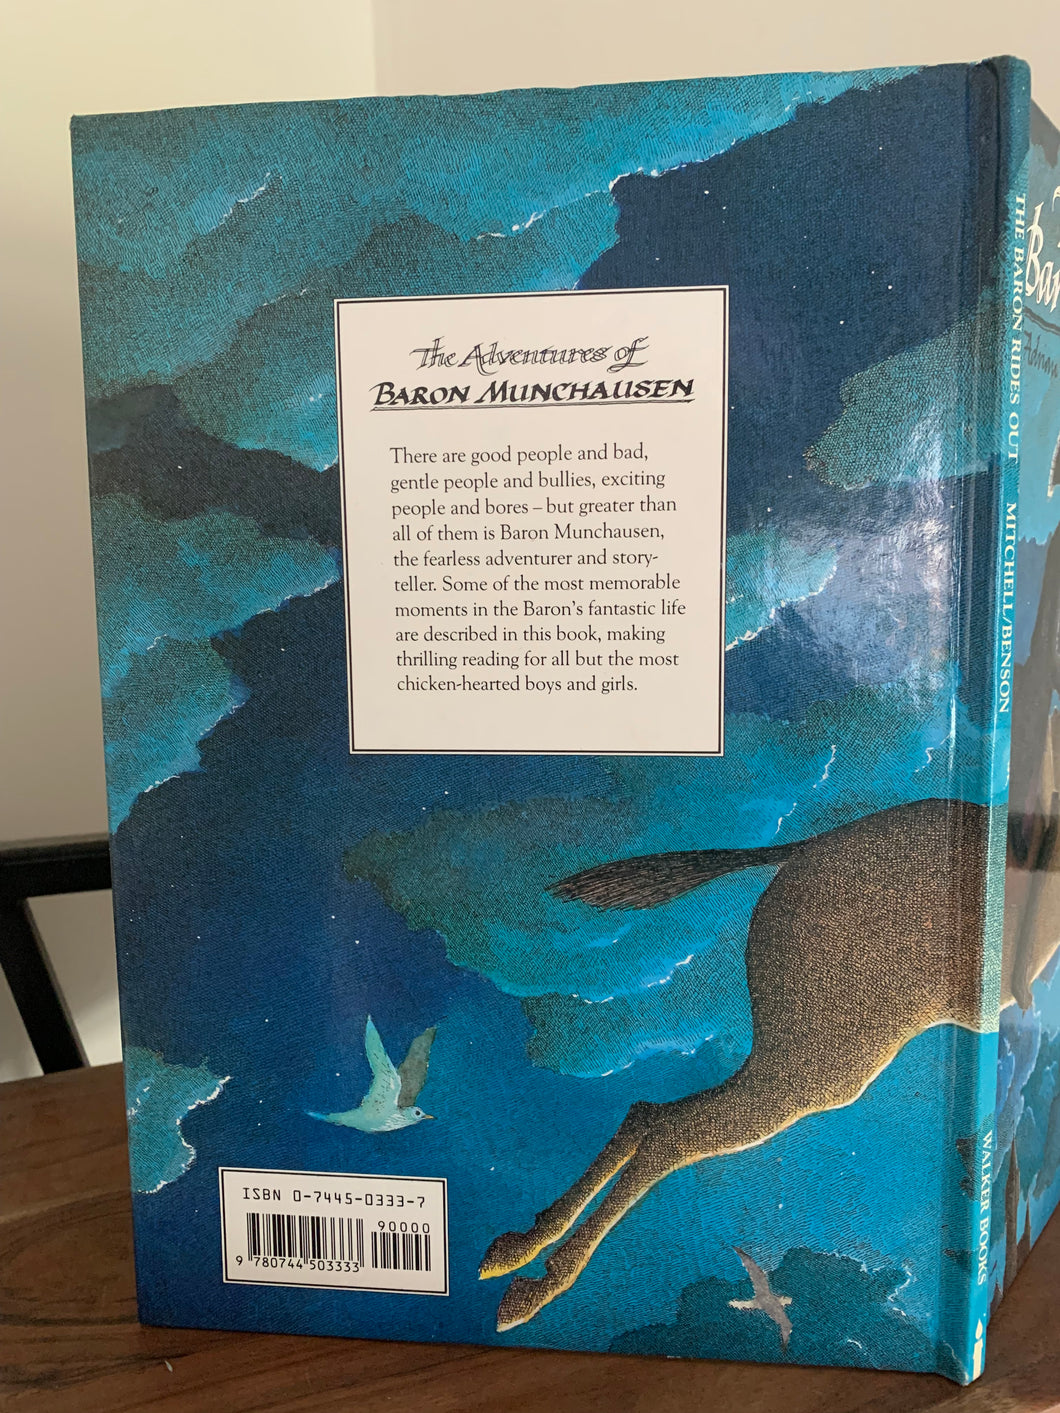 The Adventures of
BARON MUNCHAUSEN
There are good people and bad,
gentle people and bullies, exciting
people and bores – but greater than
all of them is Baron Munchausen,
the fearless adventurer and story-
teller. Some of the most memorable
moments in the Baron's fantastic life
are described in this book, making
thrilling reading for all but the most
chicken-hearted boys and girls.
ISBN 0-7445-0333-7
90000
9 780744 503333
THE BARON RIDES OUT MITCHELL/BENSON WALKER BOOKS